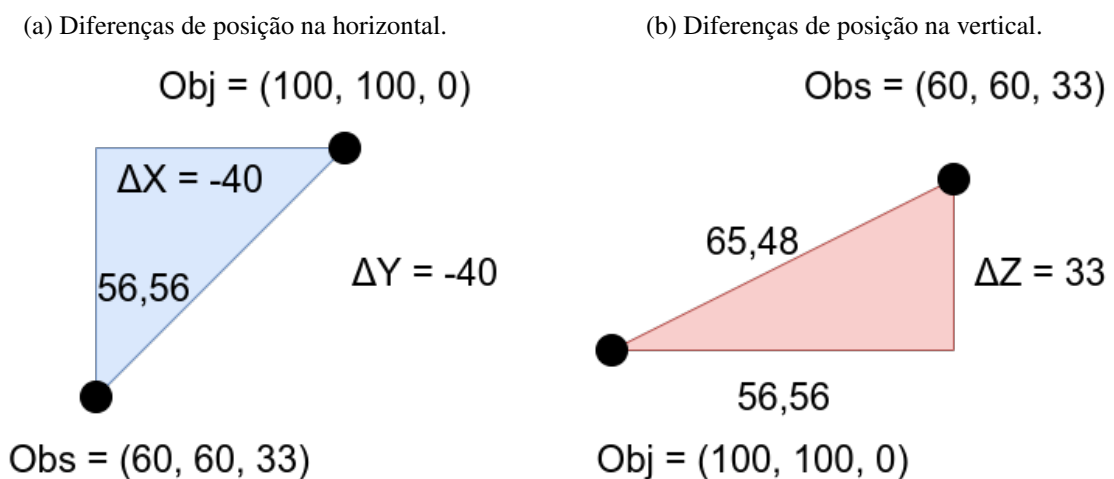 (a) Diferenças de posição na horizontal.
Obj = (100, 100, 0)
ΔX = -40
56,56
ΔY = -40
Obs = (60, 60, 33)
(b) Diferenças de posição na vertical.
Obs = (60, 60, 33)
65,48
ΔZ = 33
56,56
Obj = (100, 100, 0)